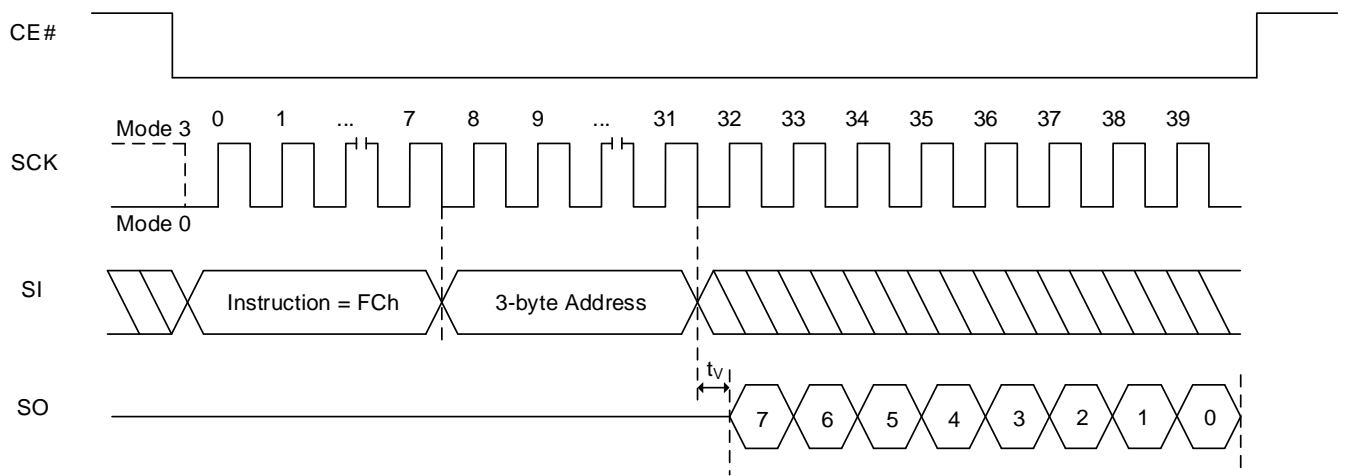 CE#
0 1 ... 7 8 9 ... 31 32 33 34 35 36 37 38 39
Mode 3
SCK
Mode 0
SI
Instruction = FCh 3-byte Address
tV
SO
7 6 5 4 3 2 1 0